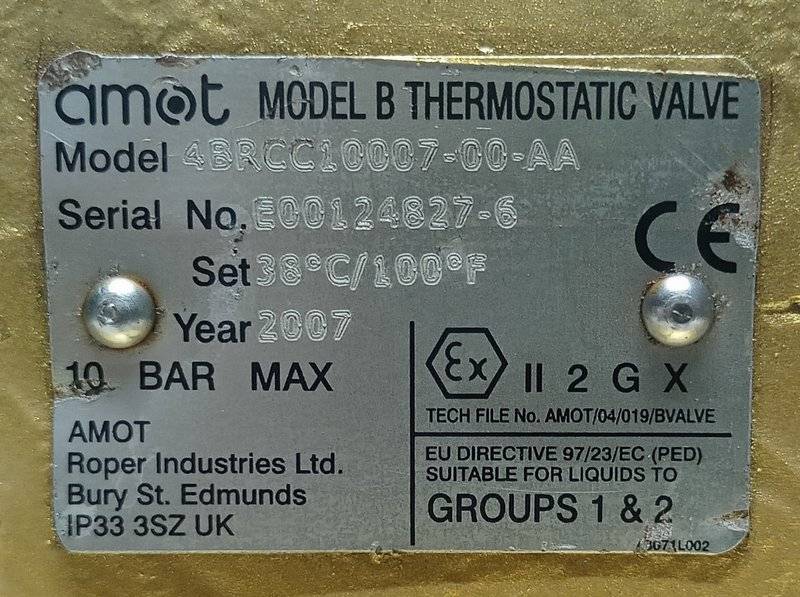 amot MODEL B THERMOSTATIC VALVE
Model 4BRCC10007-00-AA
Serial No. E00124827-6
Set 38°C/100°F
CE
Year 2007
10 BAR MAX
Ex II 2 G X
TECH FILE No. AMOT/04/019/BVALVE
AMOT
Roper Industries Ltd.
Bury St. Edmunds
IP33 3SZ UK
EU DIRECTIVE 97/23/EC (PED)
SUITABLE FOR LIQUIDS TO
GROUPS 1 & 2